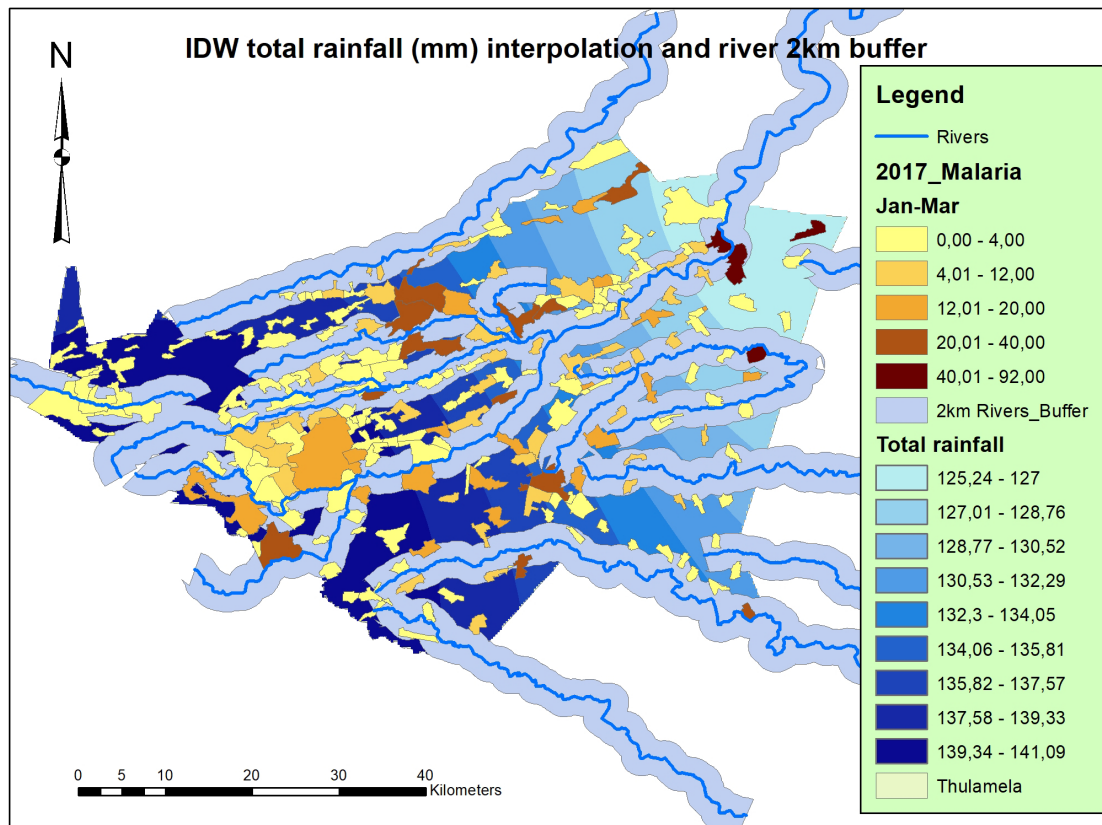 IDW total rainfall (mm) interpolation and river 2km buffer
N
Legend
Rivers
2017_Malaria
Jan-Mar
0,00 - 4,00
4,01 - 12,00
12,01 - 20,00
20,01 - 40,00
40,01 - 92,00
2km Rivers_Buffer
Total rainfall
125,24 - 127
127,01 - 128,76
128,77 - 130,52
130,53 - 132,29
132,3 - 134,05
134,06 - 135,81
135,82 - 137,57
137,58 - 139,33
139,34 - 141,09
Thulamela
0 5 10 20 30 40
Kilometers